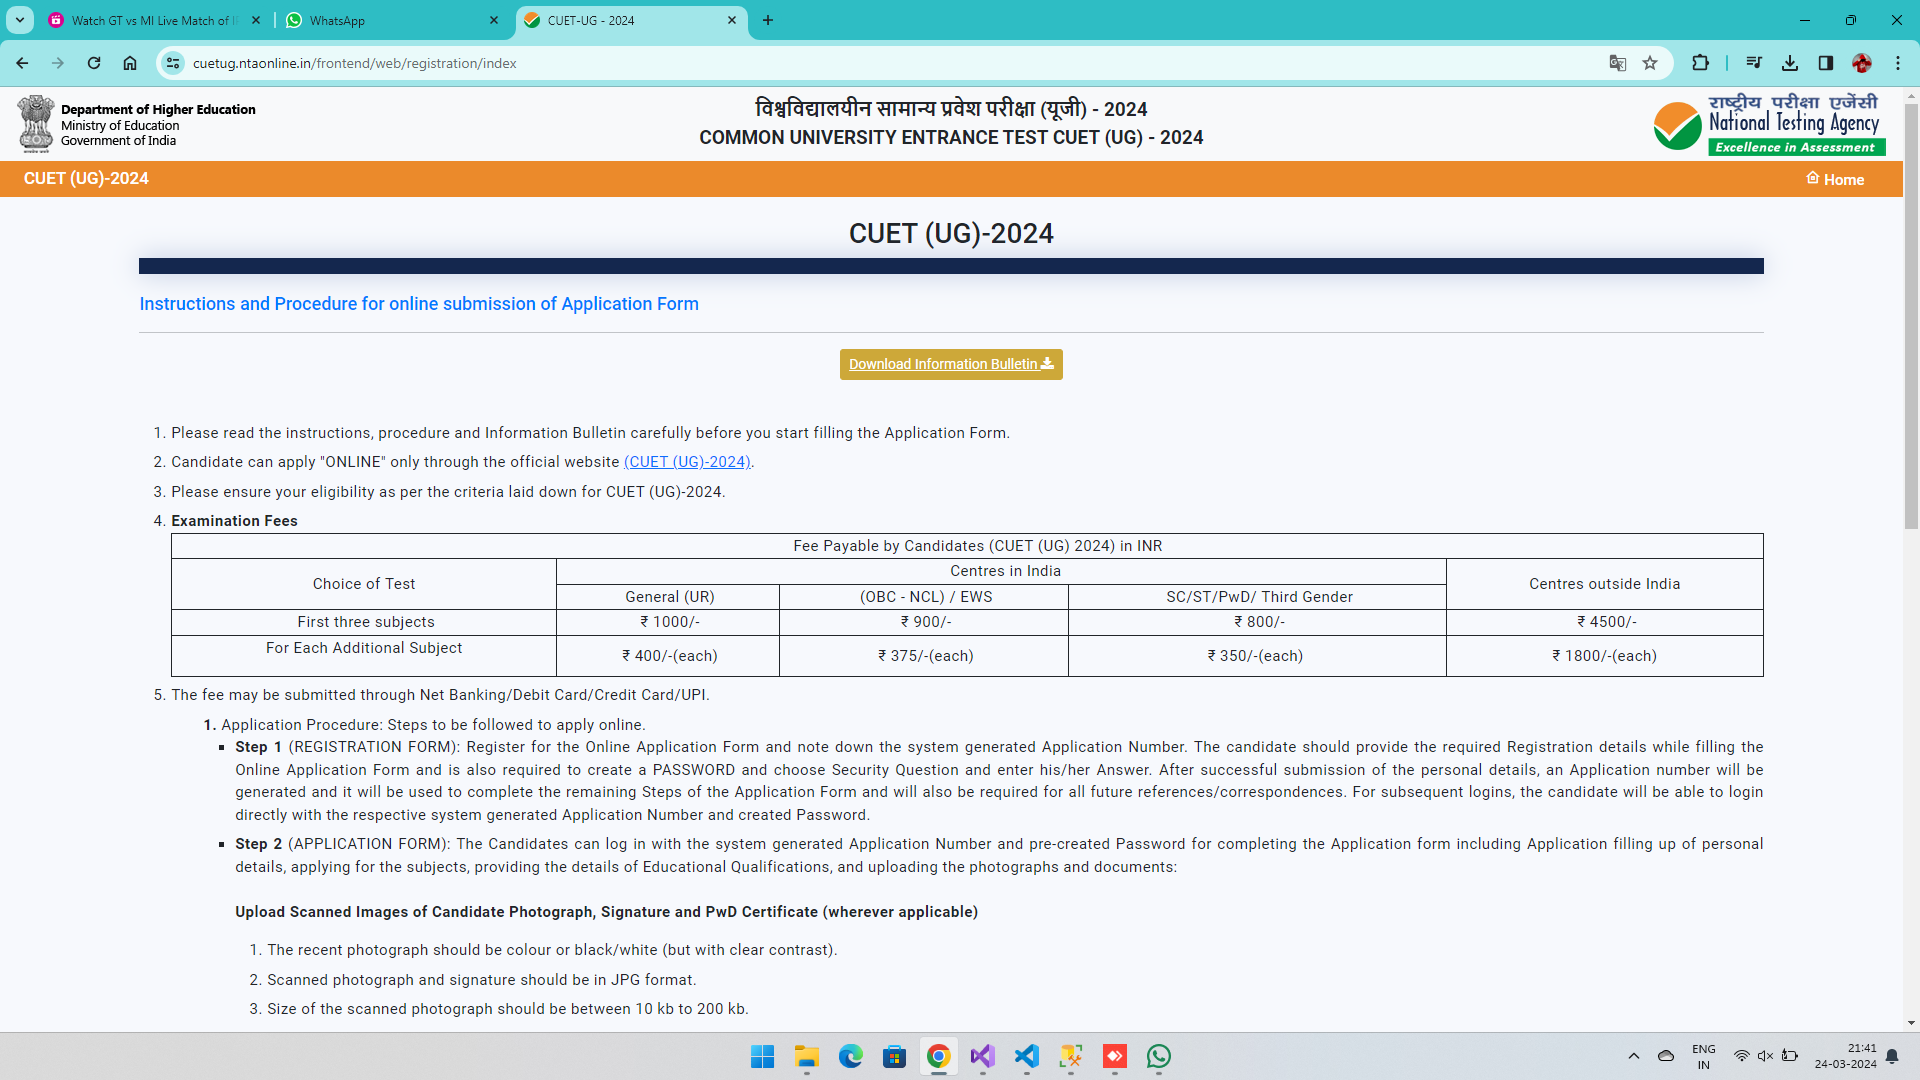 Watch GT vs MI Live Match of I
WhatsApp
CUET-UG - 2024
cuetug.ntaonline.in/frontend/web/registration/index
Department of Higher Education
Ministry of Education
Government of India
विश्वविद्यालयीन सामान्य प्रवेश परीक्षा (यूजी) - 2024
COMMON UNIVERSITY ENTRANCE TEST CUET (UG) - 2024
राष्ट्रीय परीक्षा एजेंसी
National Testing Agency
Excellence in Assessment
CUET (UG)-2024
Home
CUET (UG)-2024
Instructions and Procedure for online submission of Application Form
Download Information Bulletin
1. Please read the instructions, procedure and Information Bulletin carefully before you start filling the Application Form.
2. Candidate can apply "ONLINE" only through the official website (CUET (UG)-2024).
3. Please ensure your eligibility as per the criteria laid down for CUET (UG)-2024.
4. Examination Fees
Fee Payable by Candidates (CUET (UG) 2024) in INR
Choice of Test
Centres in India
Centres outside India
General (UR)
(OBC - NCL) / EWS
SC/ST/PwD/ Third Gender
First three subjects
₹ 1000/-
₹ 900/-
₹ 800/-
₹ 4500/-
For Each Additional Subject
₹ 400/-(each)
₹ 375/-(each)
₹ 350/-(each)
₹ 1800/-(each)
5. The fee may be submitted through Net Banking/Debit Card/Credit Card/UPI.
1. Application Procedure: Steps to be followed to apply online.
Step 1 (REGISTRATION FORM): Register for the Online Application Form and note down the system generated Application Number. The candidate should provide the required Registration details while filling the
Online Application Form and is also required to create a PASSWORD and choose Security Question and enter his/her Answer. After successful submission of the personal details, an Application number will be
generated and it will be used to complete the remaining Steps of the Application Form and will also be required for all future references/correspondences. For subsequent logins, the candidate will be able to login
directly with the respective system generated Application Number and created Password.
Step 2 (APPLICATION FORM): The Candidates can log in with the system generated Application Number and pre-created Password for completing the Application form including Application filling up of personal
details, applying for the subjects, providing the details of Educational Qualifications, and uploading the photographs and documents:
Upload Scanned Images of Candidate Photograph, Signature and PwD Certificate (wherever applicable)
1. The recent photograph should be colour or black/white (but with clear contrast).
2. Scanned photograph and signature should be in JPG format.
3. Size of the scanned photograph should be between 10 kb to 200 kb.
ENG
IN
21:41
24-03-2024